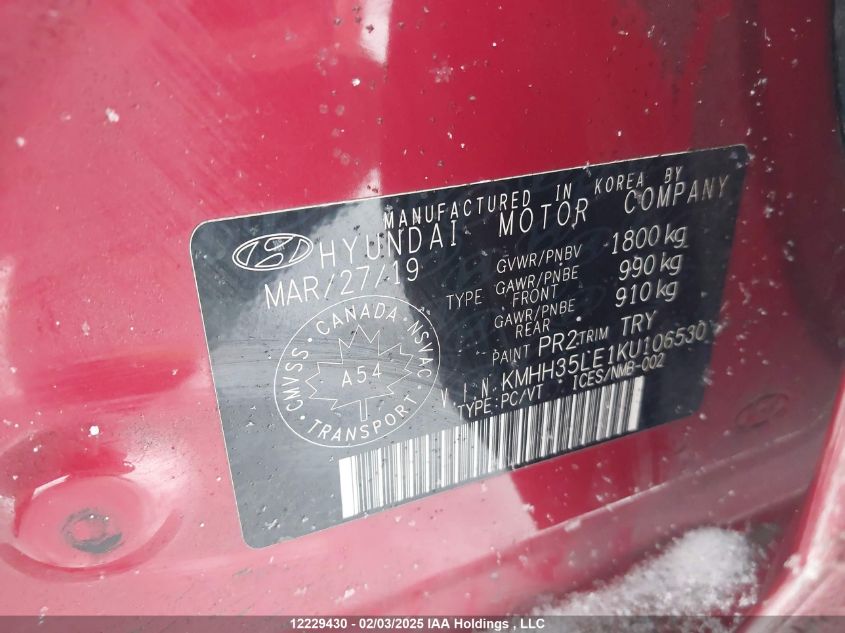 MANUFACTURED IN KOREA BY
HYUNDAI MOTOR COMPANY
MAR/27/19
GVWR/PNBV 1800 kg
TYPE GAWR/PNBE FRONT 990 kg
GAWR/PNBE REAR 910 kg
PAINT PR2 TRIM TRY
V.I.N. KMHH35LE1KU106530
TYPE:PC/VT ICES/NMB-002
CMVSS · CANADA · NSVAC · TRANSPORT ·
A54
12229430 - 02/03/2025 IAA Holdings , LLC